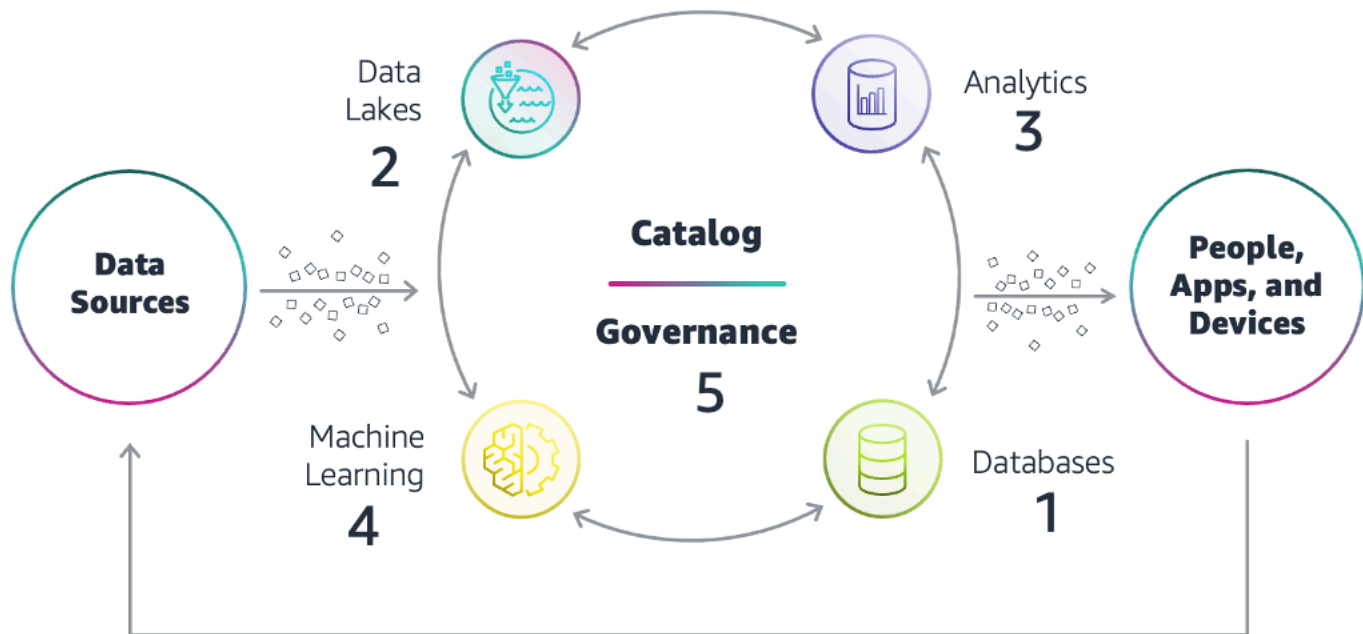 Data
Lakes
2
Analytics
3
Data
Sources
Catalog
Governance
5
People,
Apps, and
Devices
Machine
Learning
4
Databases
1